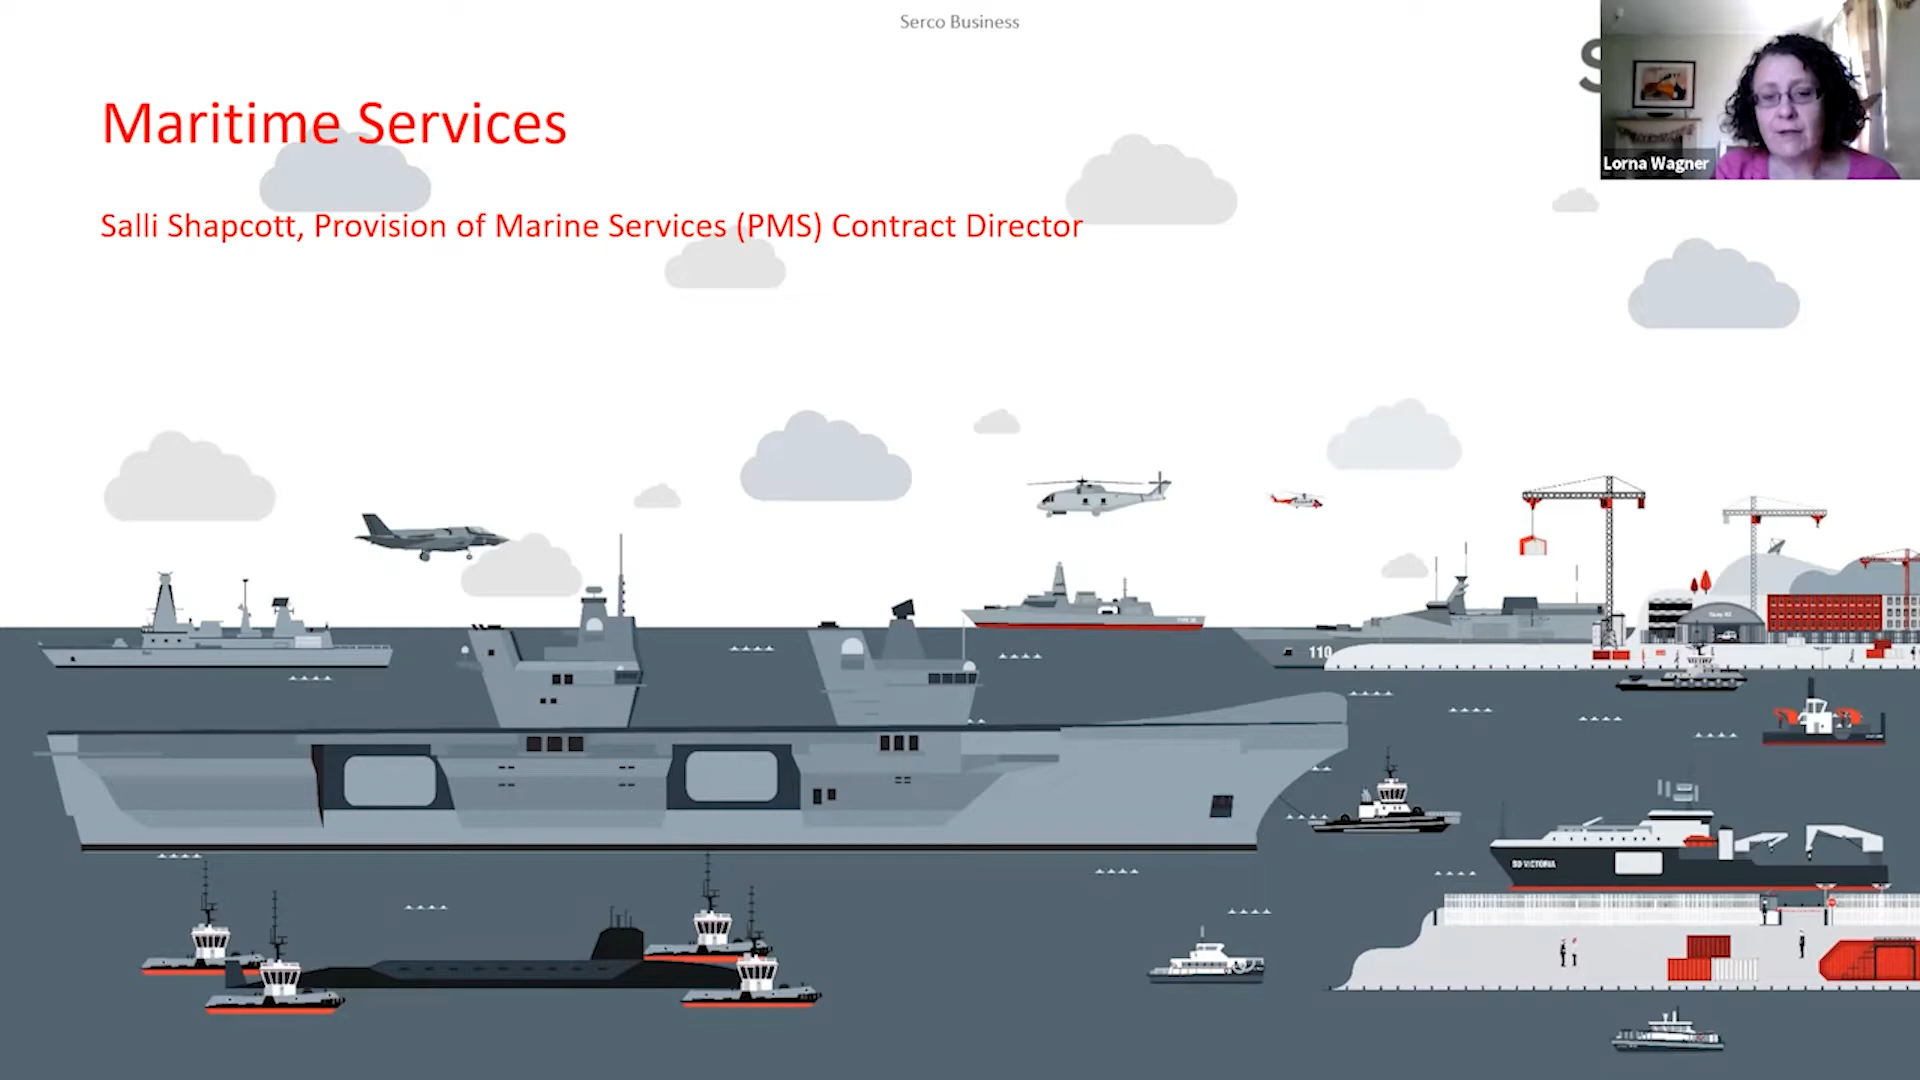 Serco Business
S
Maritime Services
Lorna Wagner
Salli Shapcott, Provision of Marine Services (PMS) Contract Director
110
SD VICTORIA